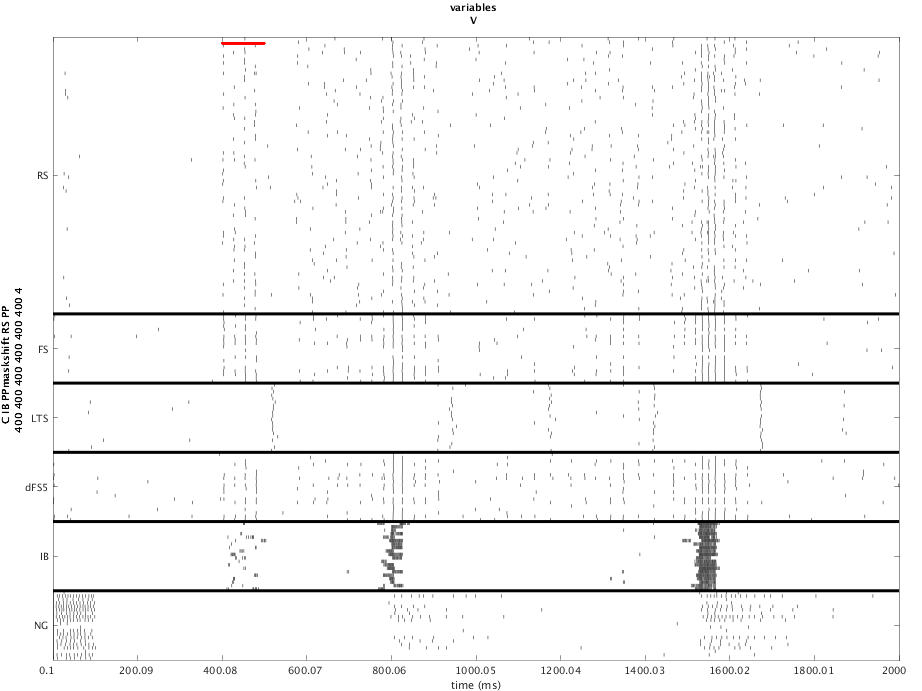 variables
V
C IB PPmaskshift RS PP
400 400 400 400 400 400 4
RS
FS
LTS
dFS5
IB
NG
0.1 200.09 400.08 600.07 800.06 1000.05 1200.04 1400.03 1600.02 1800.01 2000
time (ms)